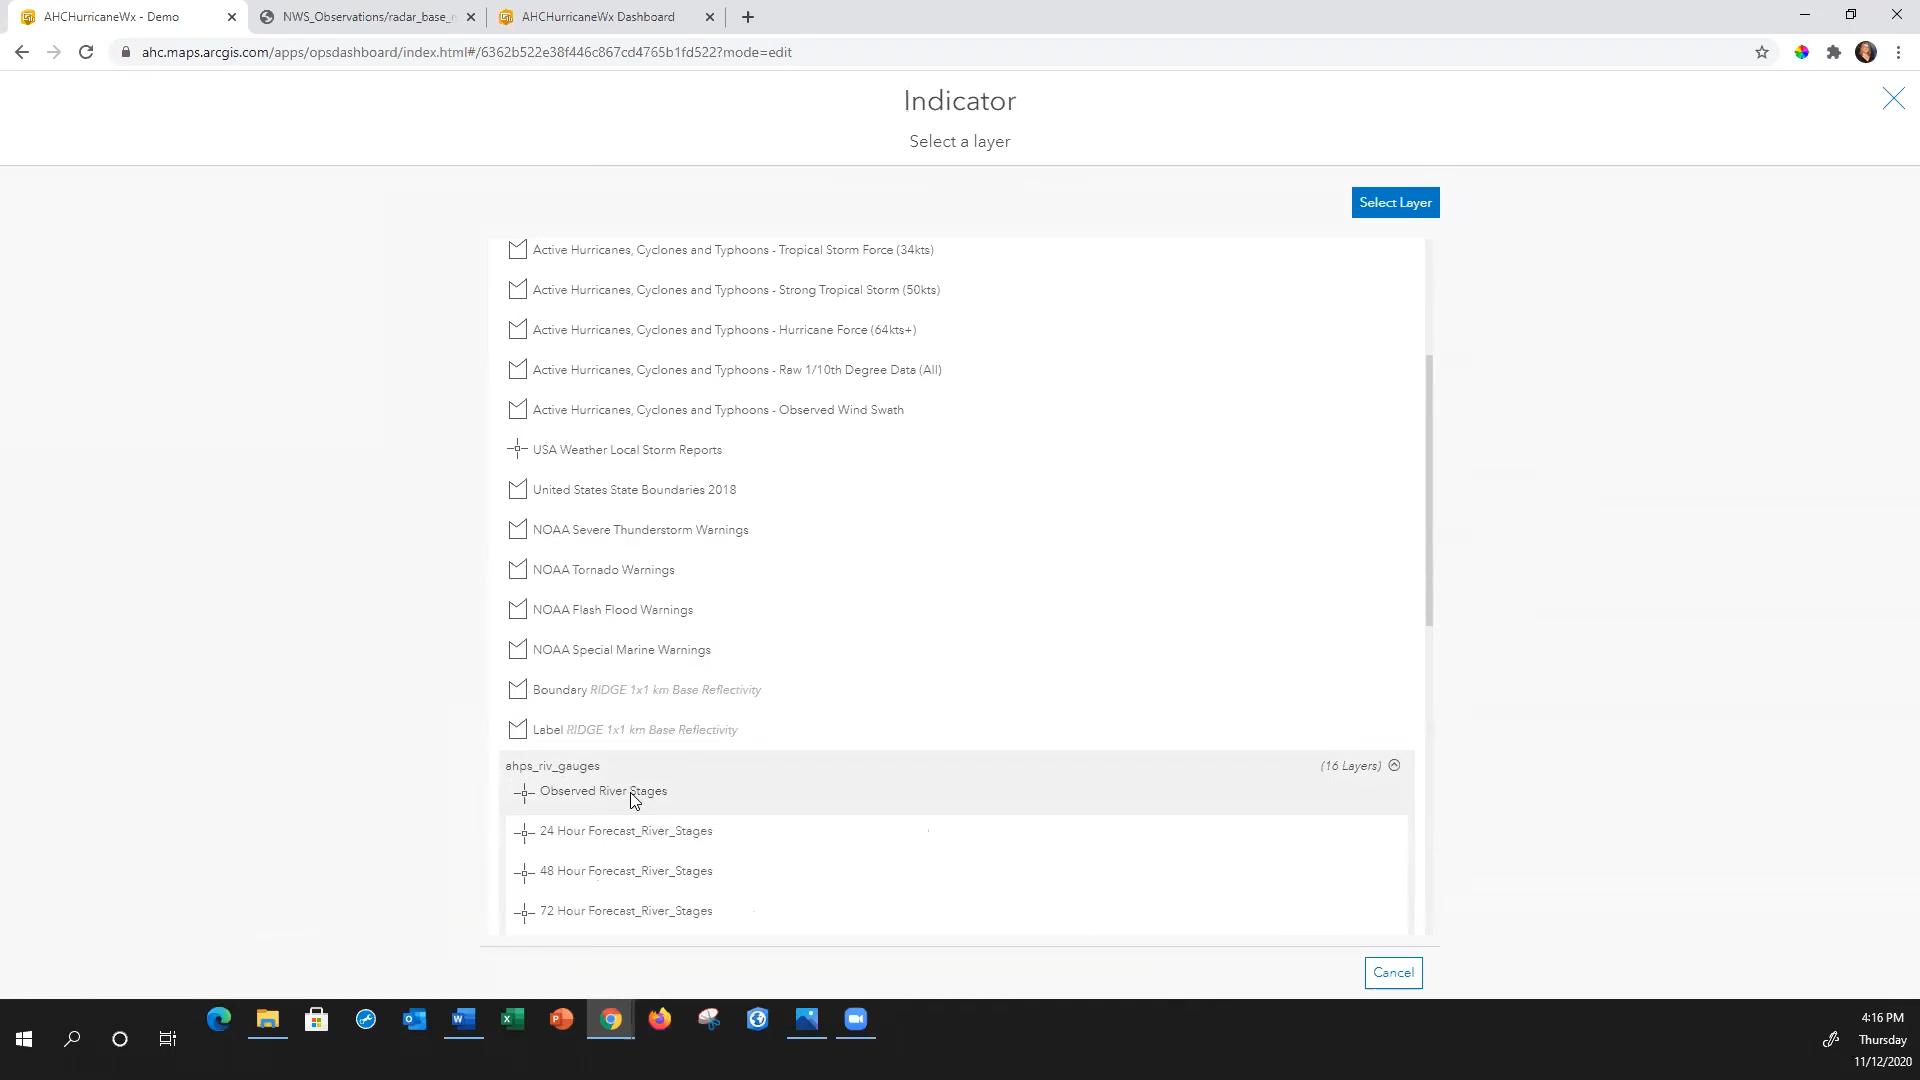 AHCHurricaneWx - Demo
NWS_Observations/radar_base_
AHCHurricaneWx Dashboard
ahc.maps.arcgis.com/apps/opsdashboard/index.html#/6362b522e38f446c867cd4765b1fd522?mode=edit
Indicator
Select a layer
Select Layer
Active Hurricanes, Cyclones and Typhoons - Tropical Storm Force (34kts)
Active Hurricanes, Cyclones and Typhoons - Strong Tropical Storm (50kts)
Active Hurricanes, Cyclones and Typhoons - Hurricane Force (64kts+)
Active Hurricanes, Cyclones and Typhoons - Raw 1/10th Degree Data (All)
Active Hurricanes, Cyclones and Typhoons - Observed Wind Swath
USA Weather Local Storm Reports
United States State Boundaries 2018
NOAA Severe Thunderstorm Warnings
NOAA Tornado Warnings
NOAA Flash Flood Warnings
NOAA Special Marine Warnings
Boundary RIDGE 1x1 km Base Reflectivity
Label RIDGE 1x1 km Base Reflectivity
ahps_riv_gauges (16 Layers)
Observed River Stages
24 Hour Forecast_River_Stages
48 Hour Forecast_River_Stages
72 Hour Forecast_River_Stages
Cancel
4:16 PM
Thursday
11/12/2020